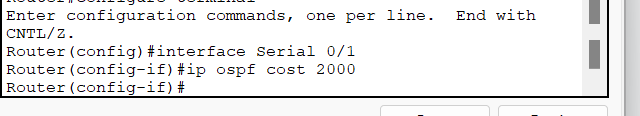 Enter configuration commands, one per line.  End with
CNTL/Z.
Router(config)#interface Serial 0/1
Router(config-if)#ip ospf cost 2000
Router(config-if)#